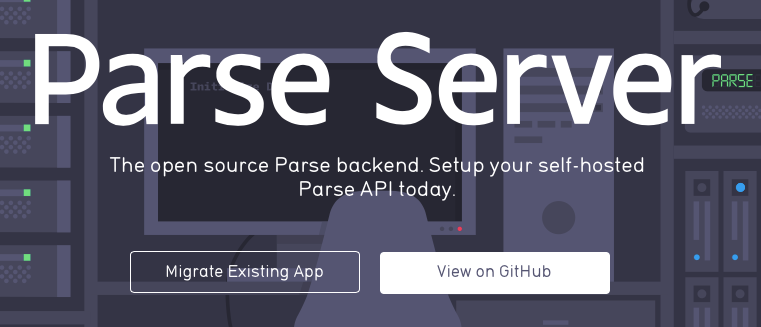 Parse Server
PARSE
The open source Parse backend. Setup your self-hosted
Parse API today.
Migrate Existing App
View on GitHub